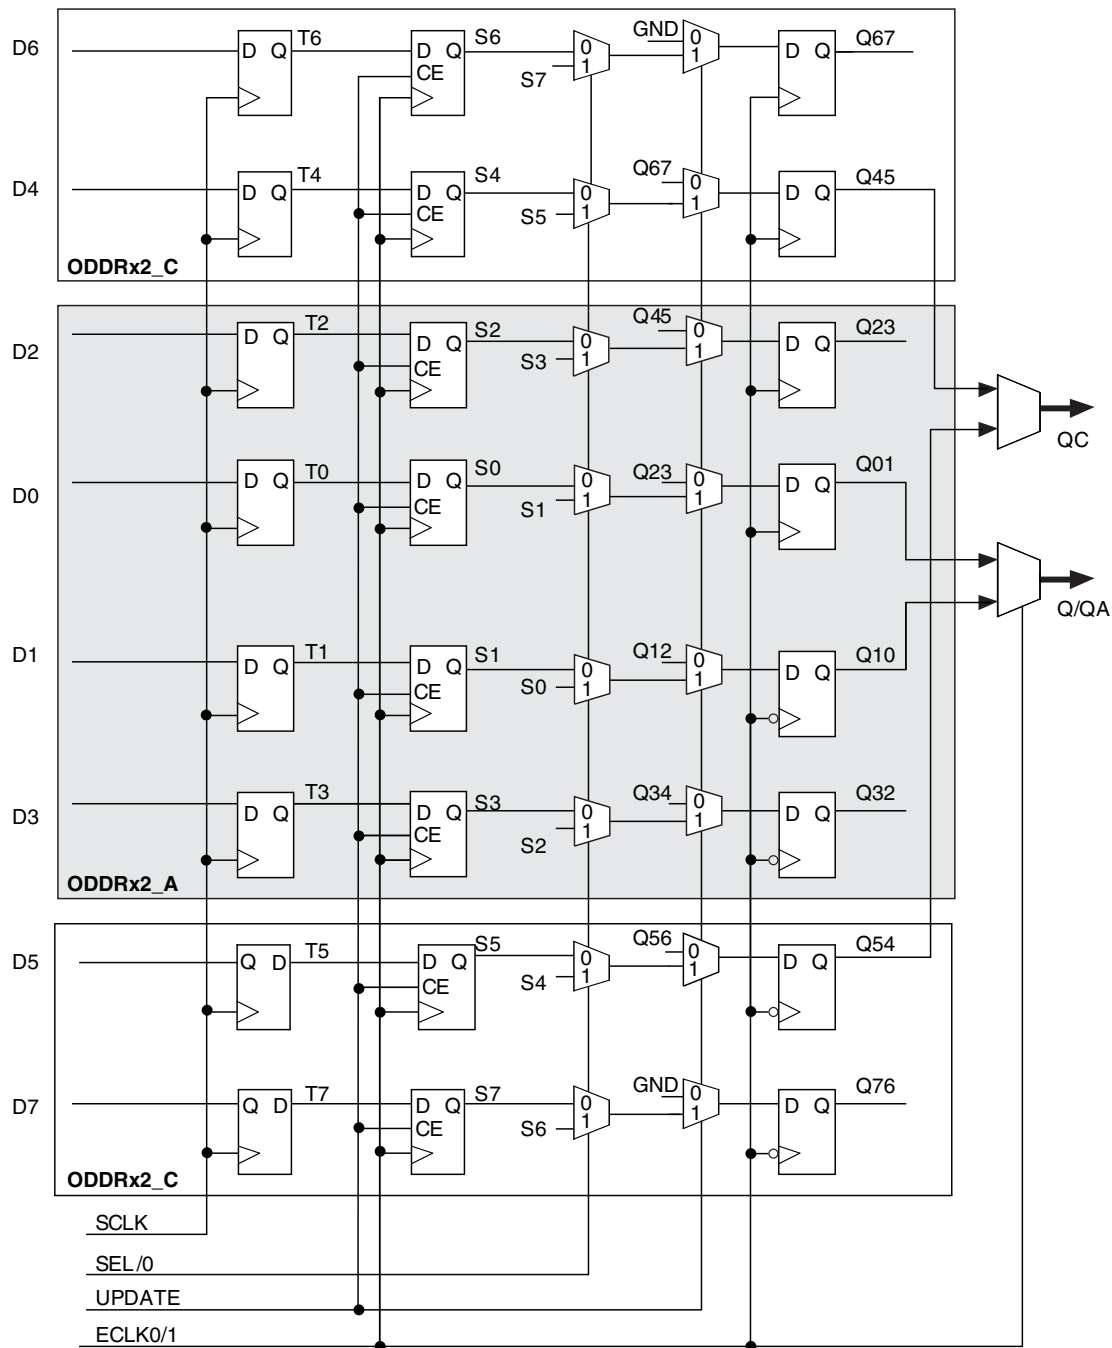 D6 D Q T6 D Q S6 0 GND 0 D Q Q67
CE S7 1 1
D4 D Q T4 D Q S4 0 Q67 0 D Q Q45
CE S5 1 1
ODDRx2_C
D2 D Q T2 D Q S2 0 Q45 0 D Q Q23
CE S3 1 1
QC
D0 D Q T0 D Q S0 0 Q23 0 D Q Q01
CE S1 1 1
Q/QA
D1 D Q T1 D Q S1 0 Q12 0 D Q Q10
CE S0 1 1
D3 D Q T3 D Q S3 0 Q34 0 D Q Q32
CE S2 1 1
ODDRx2_A
D5 Q D T5 D Q S5 0 Q56 0 D Q Q54
CE S4 1 1
D7 Q D T7 D Q S7 0 GND 0 D Q Q76
CE S6 1 1
ODDRx2_C
SCLK
SEL/0
UPDATE
ECLK0/1